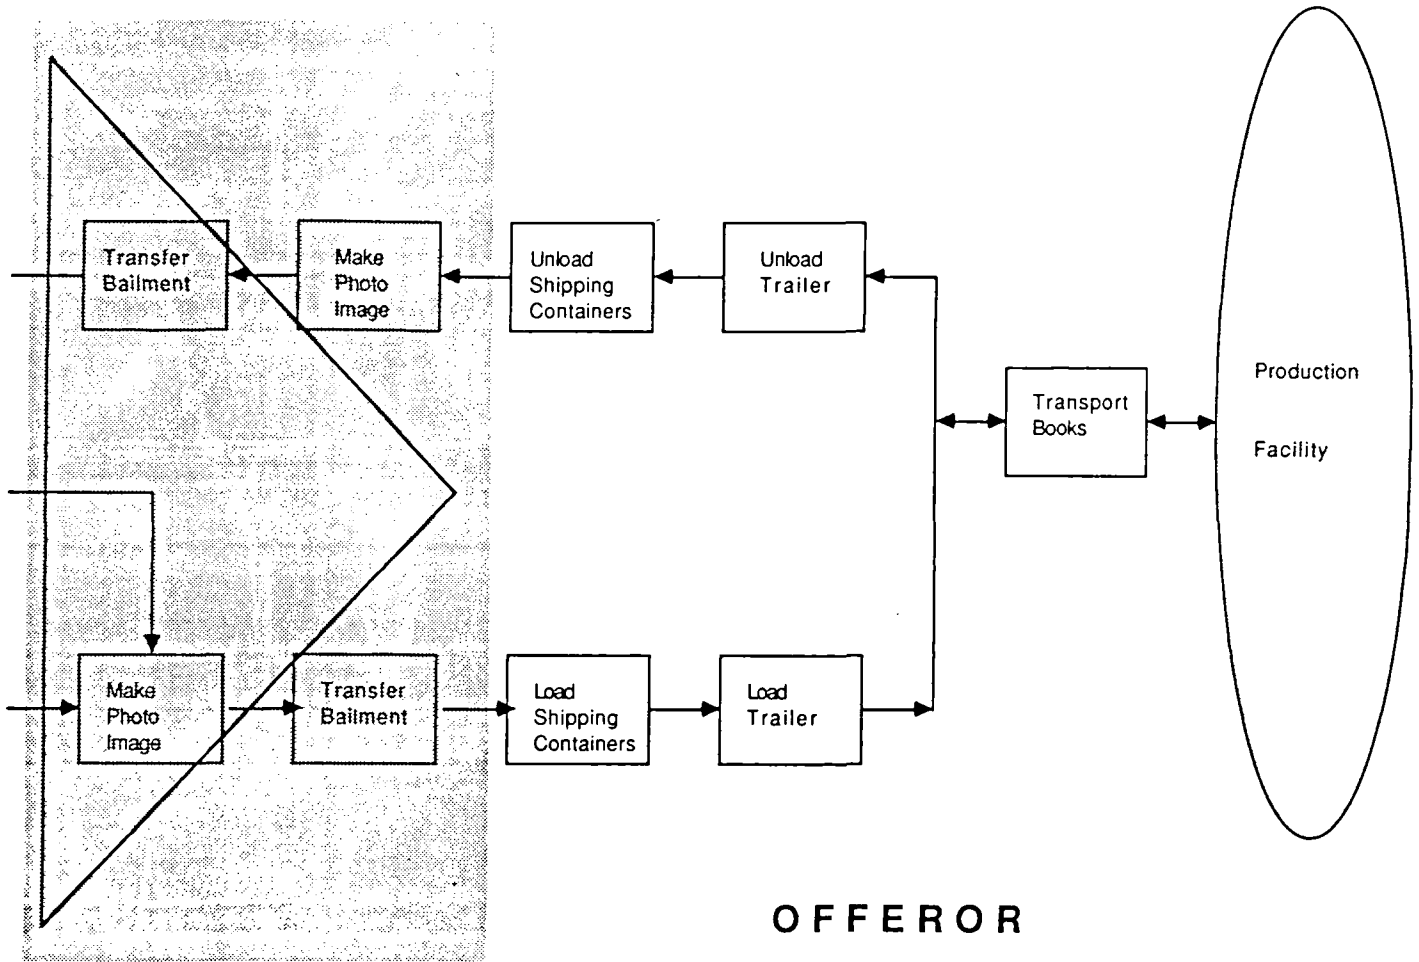 Transfer
Bailment
Make
Photo
Image
Unload
Shipping
Containers
Unload
Trailer
Transport
Books
Production
Facility
Make
Photo
Image
Transfer
Bailment
Load
Shipping
Containers
Load
Trailer
OFFEROR